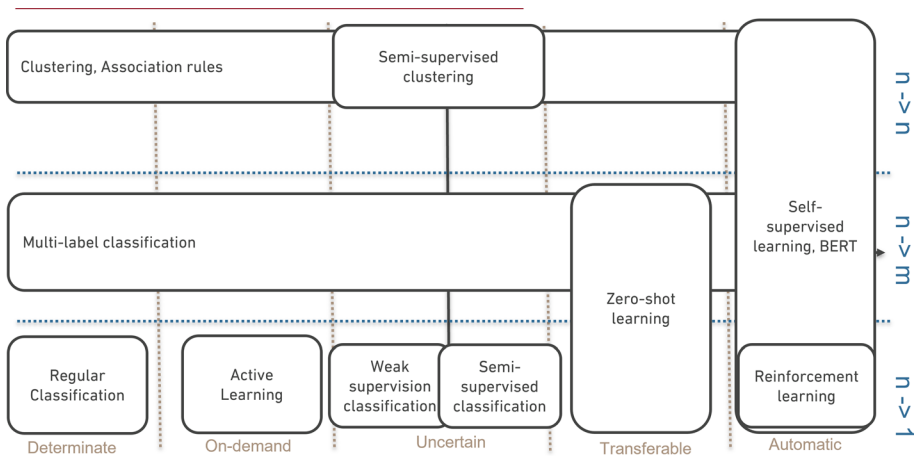 Clustering, Association rules
Semi-supervised
clustering
n -> n
Multi-label classification
Self-
supervised
learning, BERT
n -> m
Zero-shot
learning
Regular
Classification
Active
Learning
Weak
supervision
classification
Semi-
supervised
classification
Reinforcement
learning
n -> 1
Determinate
On-demand
Uncertain
Transferable
Automatic